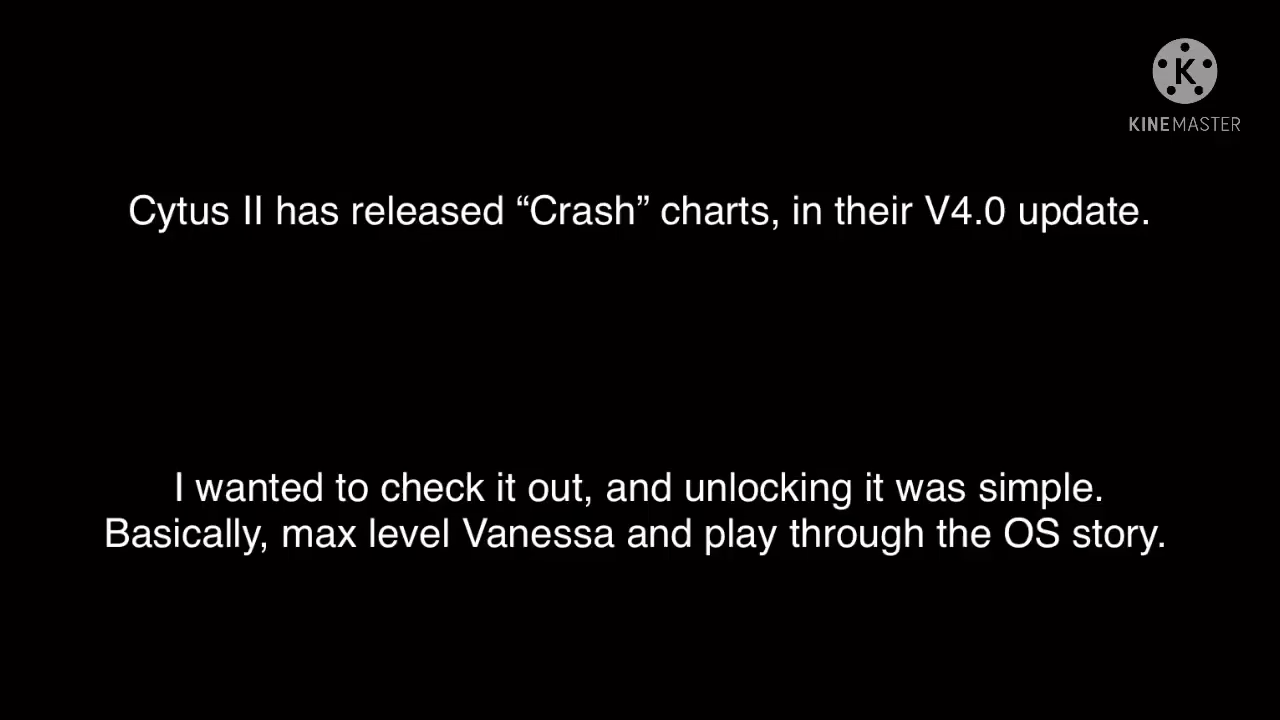 K
KINEMASTER
Cytus II has released “Crash” charts, in their V4.0 update.
I wanted to check it out, and unlocking it was simple.
Basically, max level Vanessa and play through the OS story.